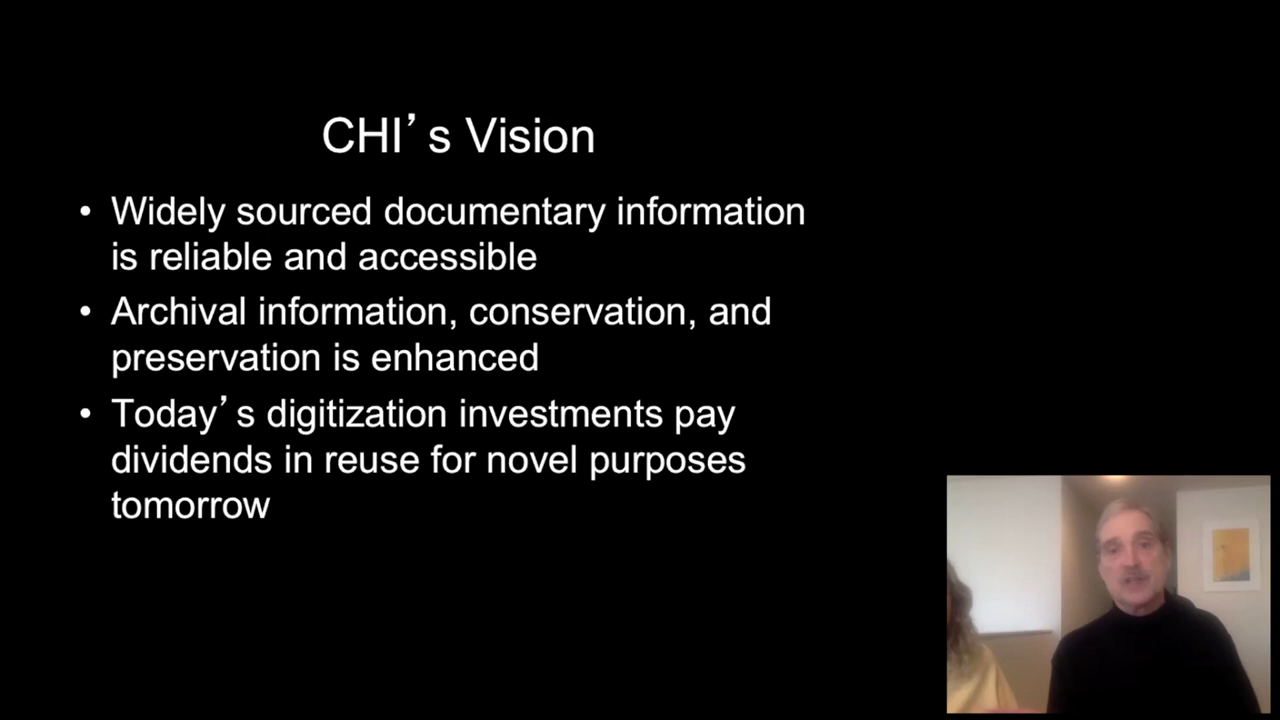 CHI’s Vision
• Widely sourced documentary information
is reliable and accessible
• Archival information, conservation, and
preservation is enhanced
• Today’s digitization investments pay
dividends in reuse for novel purposes
tomorrow